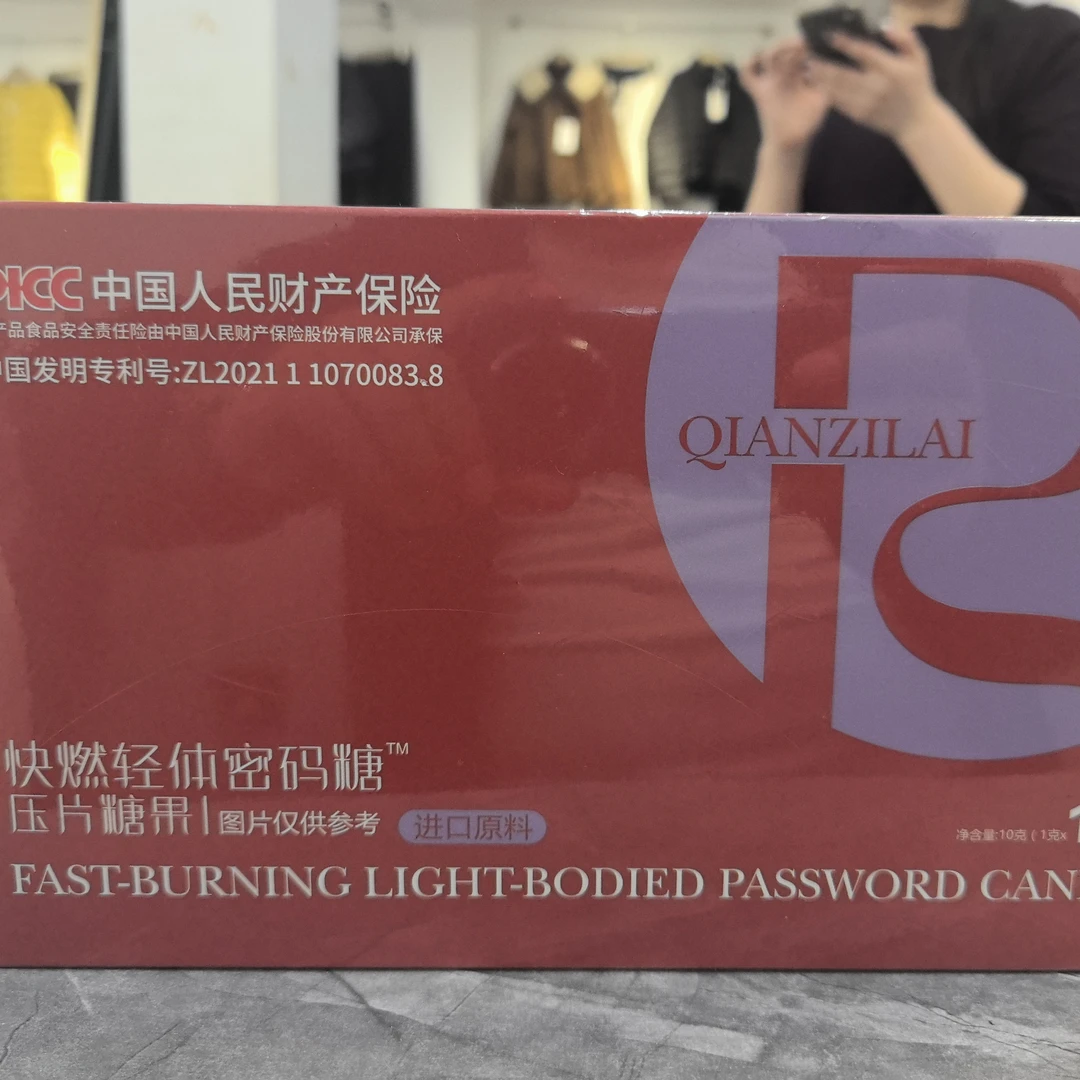 PICC 中国人民财产保险
产品食品安全责任险由中国人民财产保险股份有限公司承保
中国发明专利号:ZL2021 1 1070083.8
QIANZILAI
快燃轻体密码糖™
压片糖果|图片仅供参考 进口原料
净含量:10克（1克x
FAST-BURNING LIGHT-BODIED PASSWORD CAN